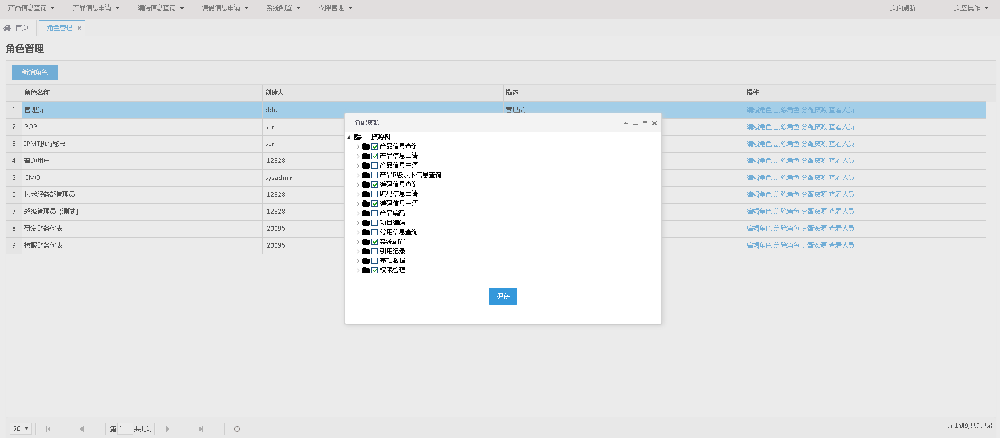 产品信息查询 产品信息申请 编码信息查询 编码信息申请 系统配置 权限管理 页面刷新 页签操作
首页 角色管理
角色管理
新增角色
角色名称 创建人 描述 操作
1 管理员 ddd 管理员 编辑角色 删除角色 分配资源 查看人员
2 POP sun 编辑角色 删除角色 分配资源 查看人员
3 IPMT执行秘书 sun 编辑角色 删除角色 分配资源 查看人员
4 普通用户 l12328 编辑角色 删除角色 分配资源 查看人员
5 CMO sysadmin 编辑角色 删除角色 分配资源 查看人员
6 技术服务部管理员 l12328 编辑角色 删除角色 分配资源 查看人员
7 超级管理员【测试】 l12328 编辑角色 删除角色 分配资源 查看人员
8 研发财务代表 l20095 编辑角色 删除角色 分配资源 查看人员
9 技服财务代表 l20095 编辑角色 删除角色 分配资源 查看人员
分配资源
资源树
产品信息查询
产品信息申请
产品信息申请
产品R级以下信息查询
编码信息查询
编码信息申请
编码信息申请
产品编码
项目编码
停用信息查询
系统配置
引用记录
基础数据
权限管理
保存
20 第 1 共1页 显示1到9,共9记录